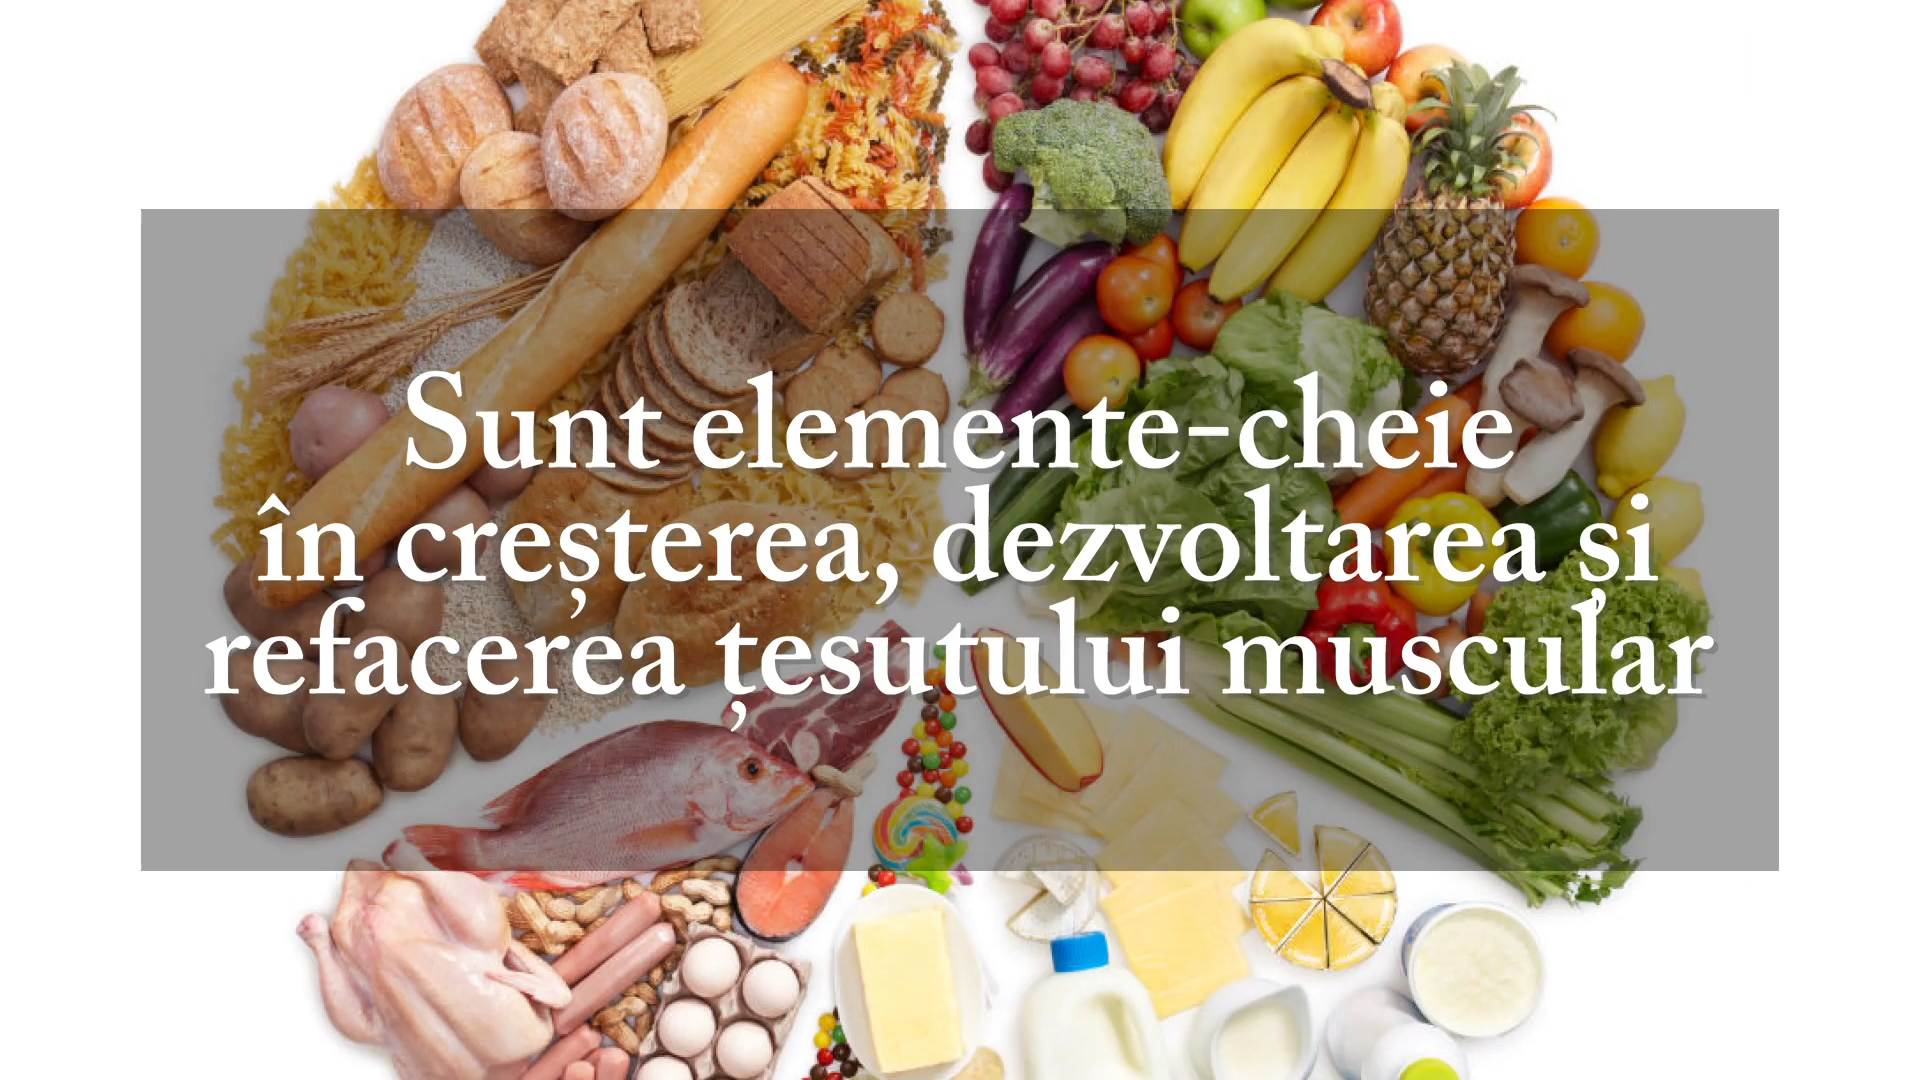 Sunt elemente-cheie
în creșterea, dezvoltarea și
refacerea țesutului muscular